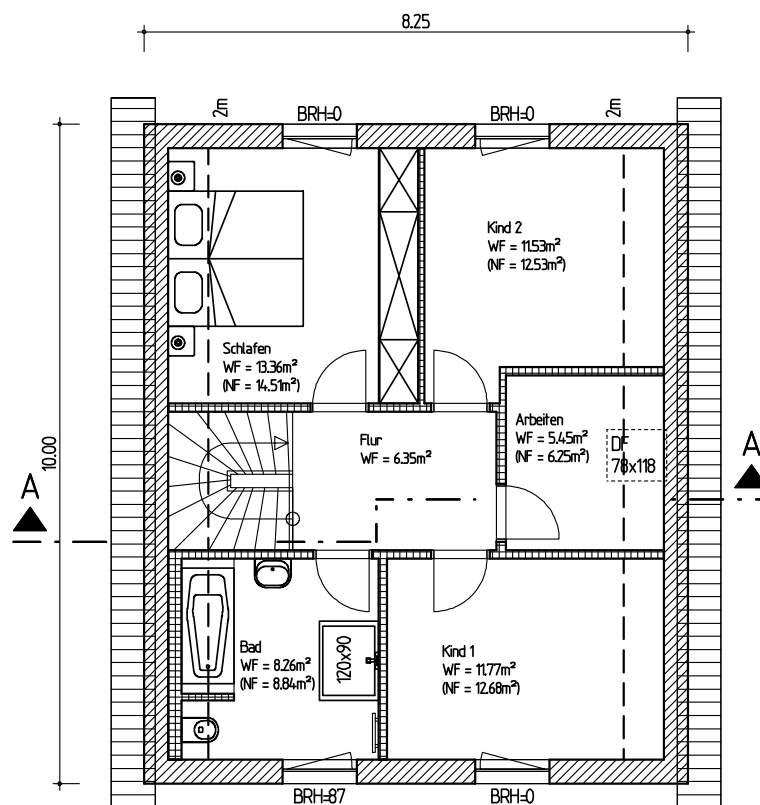 8.25
2m
BRH=0
BRH=0
2m
10.00
Kind 2
WF = 11.53m²
(NF = 12.53m²)
Schlafen
WF = 13.36m²
(NF = 14.51m²)
Flur
WF = 6.35m²
Arbeiten
WF = 5.45m²
(NF = 6.25m²)
DF
78x118
A
A
Bad
WF = 8.26m²
(NF = 8.84m²)
120x90
Kind 1
WF = 11.77m²
(NF = 12.68m²)
BRH=87
BRH=0